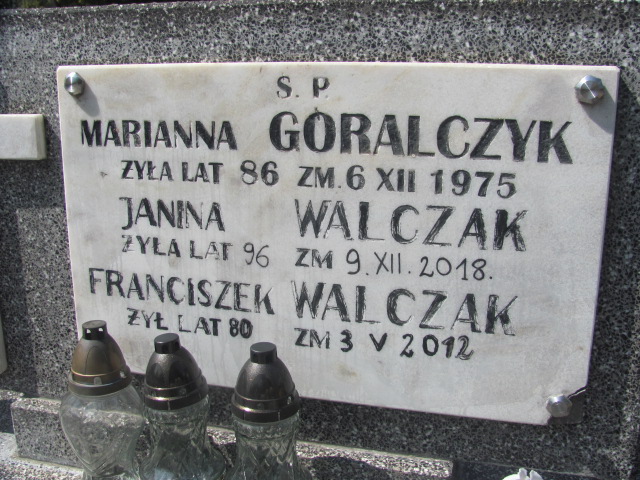 S. P.
MARIANNA GÓRALCZYK
ŻYŁA LAT 86 ZM. 6 XII 1975
JANINA WALCZAK
ŻYŁA LAT 96 ZM 9. XII. 2018.
FRANCISZEK WALCZAK
ŻYŁ LAT 80 ZM 3 V 2012